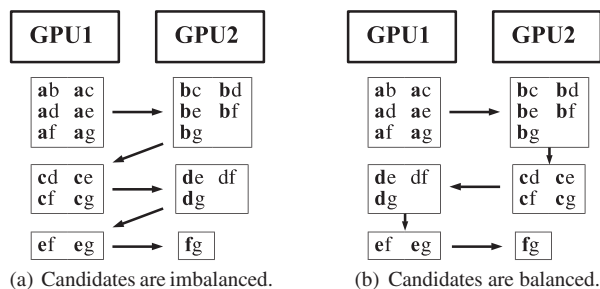 GPU1 GPU2 GPU1 GPU2
ab ac bc bd ab ac bc bd
ad ae be bf ad ae be bf
af ag bg af ag bg
cd ce de df de df cd ce
cf cg dg dg cf cg
ef eg fg ef eg fg
(a) Candidates are imbalanced. (b) Candidates are balanced.